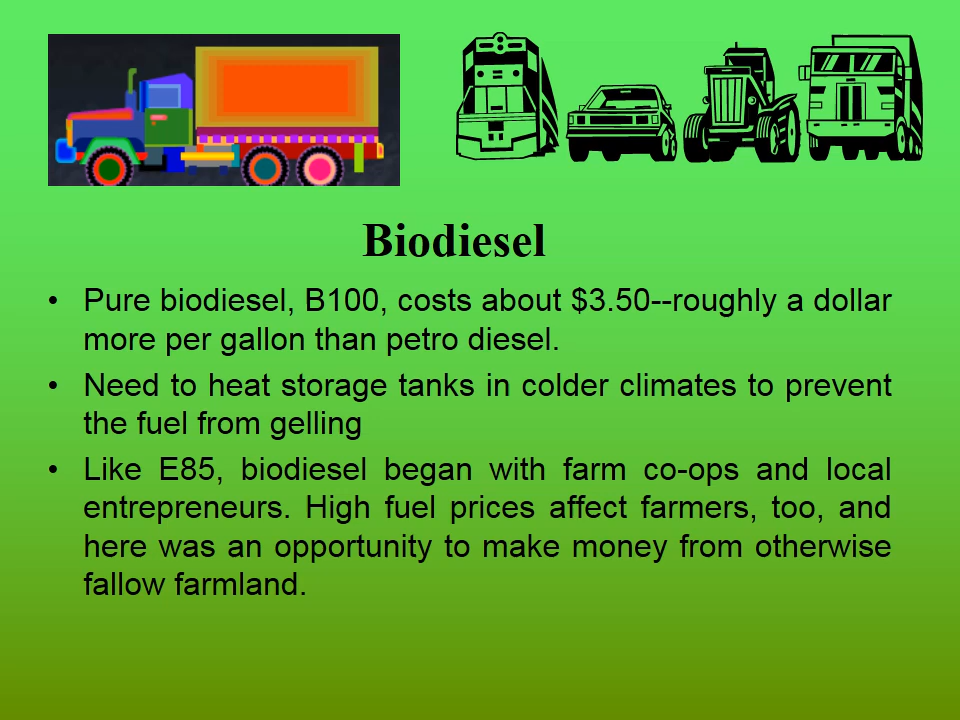 Biodiesel
• Pure biodiesel, B100, costs about $3.50--roughly a dollar
more per gallon than petro diesel.
• Need to heat storage tanks in colder climates to prevent
the fuel from gelling
• Like E85, biodiesel began with farm co-ops and local
entrepreneurs. High fuel prices affect farmers, too, and
here was an opportunity to make money from otherwise
fallow farmland.